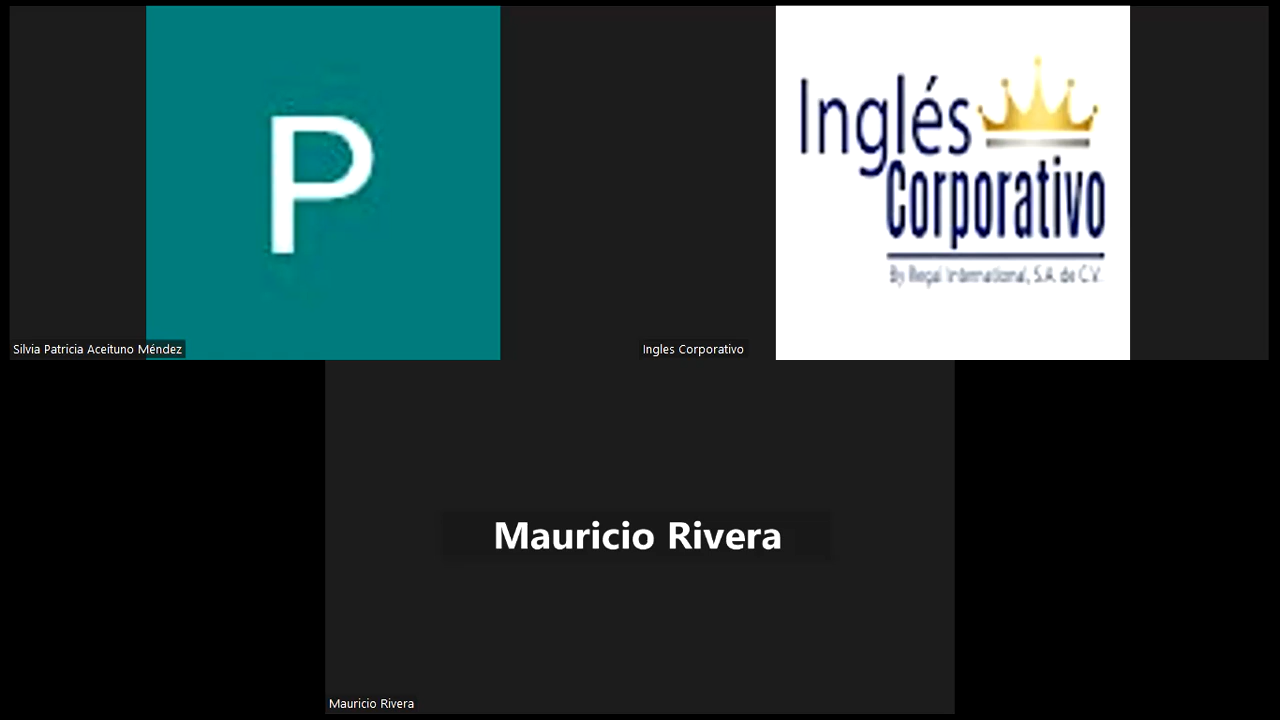 P
Silvia Patricia Aceituno Méndez
Inglés
Corporativo
By Regal International, S.A. de C.V.
Ingles Corporativo
Mauricio Rivera
Mauricio Rivera